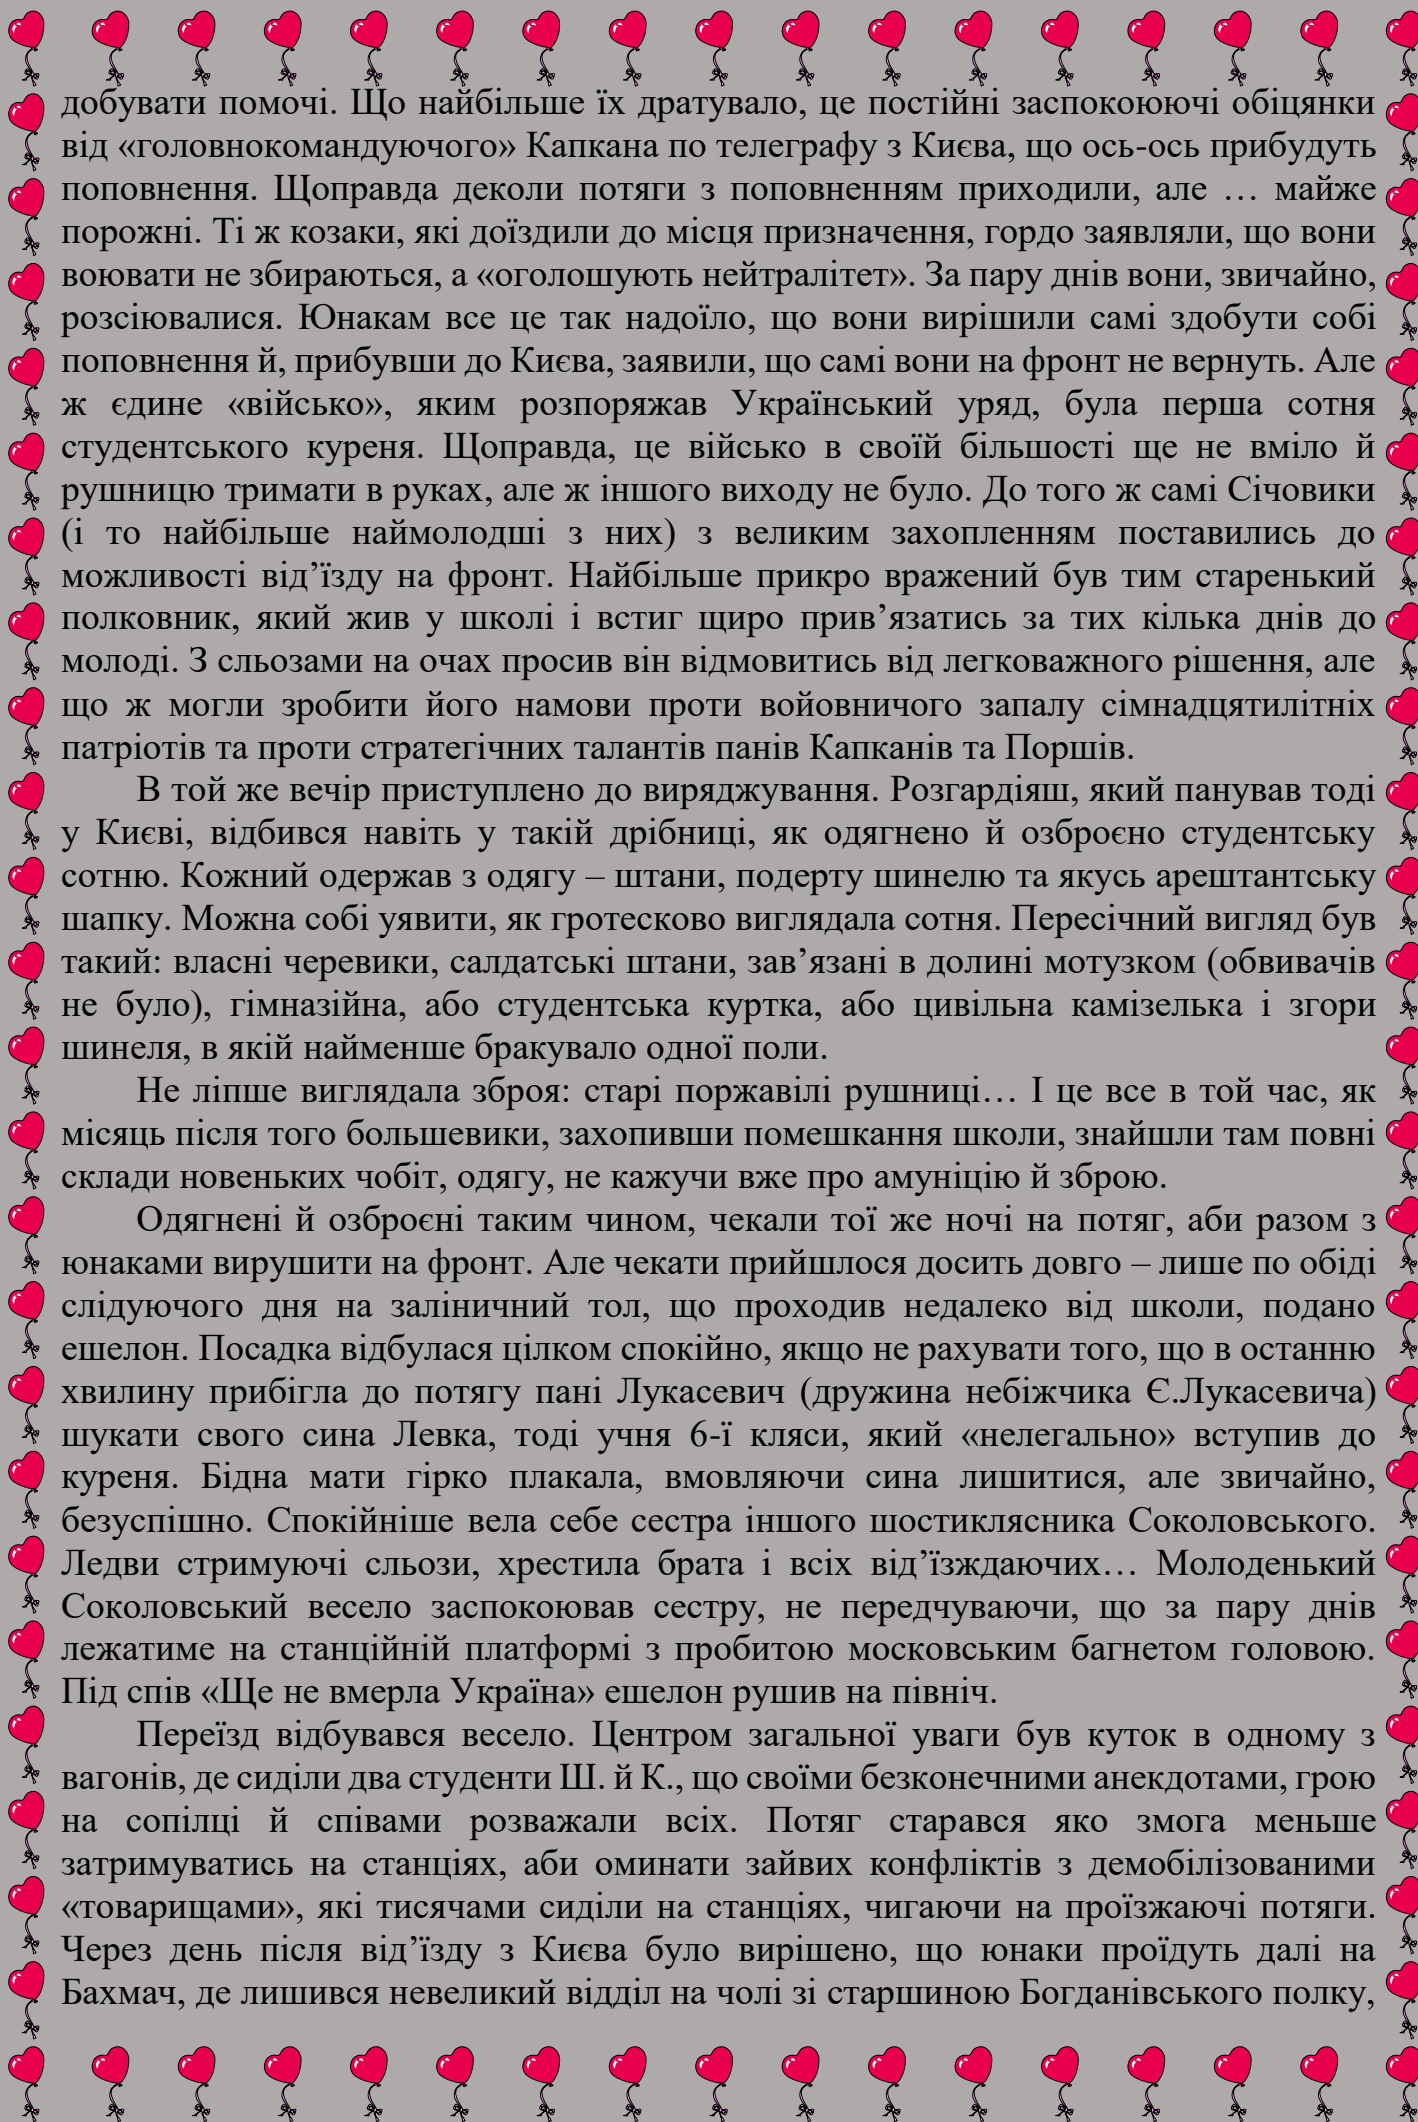 добувати помочі. Що найбільше їх дратувало, це постійні заспокоюючі обіцянки
від «головнокомандуючого» Капкана по телеграфу з Києва, що ось-ось прибудуть
поповнення. Щоправда деколи потяги з поповненням приходили, але … майже
порожні. Ті ж козаки, які доїздили до місця призначення, гордо заявляли, що вони
воювати не збираються, а «оголошують нейтралітет». За пару днів вони, звичайно,
розсіювалися. Юнакам все це так надоїло, що вони вирішили самі здобути собі
поповнення й, прибувши до Києва, заявили, що самі вони на фронт не вернуть. Але
ж єдине «військо», яким розпоряжав Український уряд, була перша сотня
студентського куреня. Щоправда, це військо в своїй більшості ще не вміло й
рушницю тримати в руках, але ж іншого виходу не було. До того ж самі Січовики
(і то найбільше наймолодші з них) з великим захопленням поставились до
можливості від’їзду на фронт. Найбільше прикро вражений був тим старенький
полковник, який жив у школі і встиг щиро прив’язатись за тих кілька днів до
молоді. З сльозами на очах просив він відмовитись від легковажного рішення, але
що ж могли зробити його намови проти войовничого запалу сімнадцятилітніх
патріотів та проти стратегічних талантів панів Капканів та Поршів.
В той же вечір приступлено до виряджування. Розгардіяш, який панував тоді
у Києві, відбився навіть у такій дрібниці, як одягнено й озброєно студентську
сотню. Кожний одержав з одягу – штани, подерту шинелю та якусь арештантську
шапку. Можна собі уявити, як гротесково виглядала сотня. Пересічний вигляд був
такий: власні черевики, салдатські штани, зав’язані в долині мотузком (обвивачів
не було), гімназійна, або студентська куртка, або цивільна камізелька і згори
шинеля, в якій найменше бракувало одної поли.
Не ліпше виглядала зброя: старі поржавілі рушниці… І це все в той час, як
місяць після того большевики, захопивши помешкання школи, знайшли там повні
склади новеньких чобіт, одягу, не кажучи вже про амуніцію й зброю.
Одягнені й озброєні таким чином, чекали тої же ночі на потяг, аби разом з
юнаками вирушити на фронт. Але чекати прийшлося досить довго – лише по обіді
слідуючого дня на заліничний тол, що проходив недалеко від школи, подано
ешелон. Посадка відбулася цілком спокійно, якщо не рахувати того, що в останню
хвилину прибігла до потягу пані Лукасевич (дружина небіжчика Є.Лукасевича)
шукати свого сина Левка, тоді учня 6-ї кляси, який «нелегально» вступив до
куреня. Бідна мати гірко плакала, вмовляючи сина лишитися, але звичайно,
безуспішно. Спокійніше вела себе сестра іншого шостиклясника Соколовського.
Ледви стримуючі сльози, хрестила брата і всіх від’їзждаючих… Молоденький
Соколовський весело заспокоював сестру, не передчуваючи, що за пару днів
лежатиме на станційній платформі з пробитою московським багнетом головою.
Під спів «Ще не вмерла Україна» ешелон рушив на північ.
Переїзд відбувався весело. Центром загальної уваги був куток в одному з
вагонів, де сиділи два студенти Ш. й К., що своїми безконечними анекдотами, грою
на сопілці й співами розважали всіх. Потяг старався яко змога меньше
затримуватись на станціях, аби оминати зайвих конфліктів з демобілізованими
«товарищами», які тисячами сиділи на станціях, чигаючи на проїзжаючі потяги.
Через день після від’їзду з Києва було вирішено, що юнаки проїдуть далі на
Бахмач, де лишився невеликий відділ на чолі зі старшиною Богданівського полку,